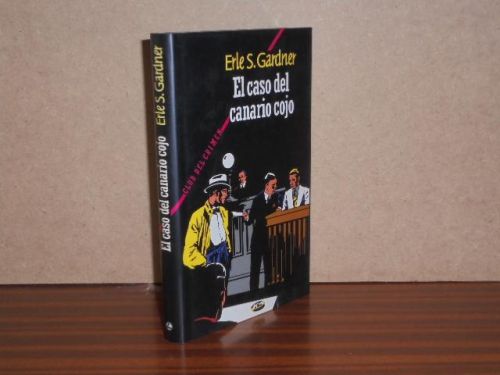 Erle S. Gardner
El caso del
canario cojo
CLUB DEL CRIMEN
El caso del canario cojo Erle S. Gardner